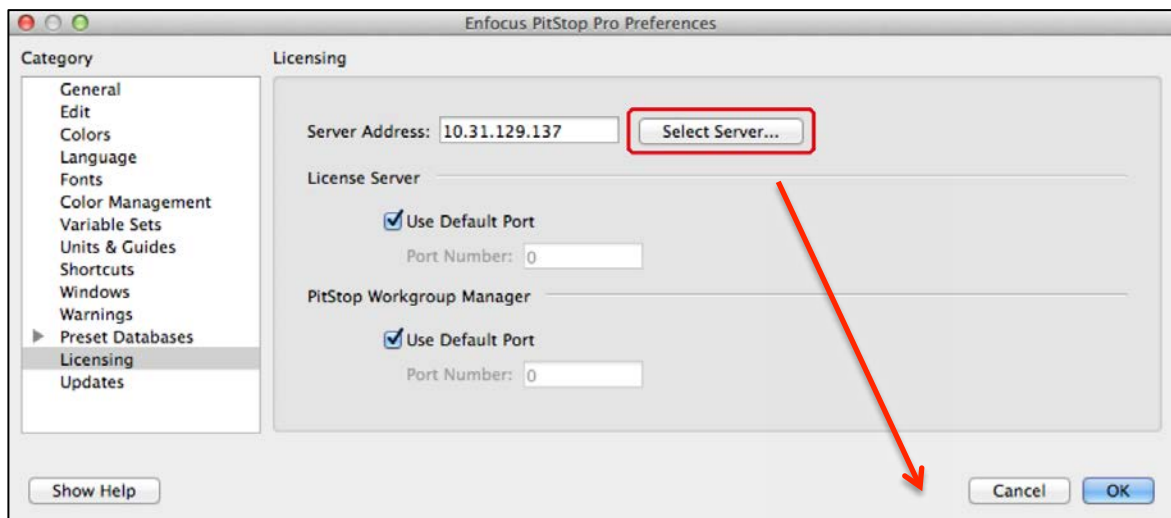 Enfocus PitStop Pro Preferences
Category
General
Edit
Colors
Language
Fonts
Color Management
Variable Sets
Units & Guides
Shortcuts
Windows
Warnings
Preset Databases
Licensing
Updates
Licensing
Server Address: 10.31.129.137 Select Server...
License Server
Use Default Port
Port Number: 0
PitStop Workgroup Manager
Use Default Port
Port Number: 0
Show Help Cancel OK